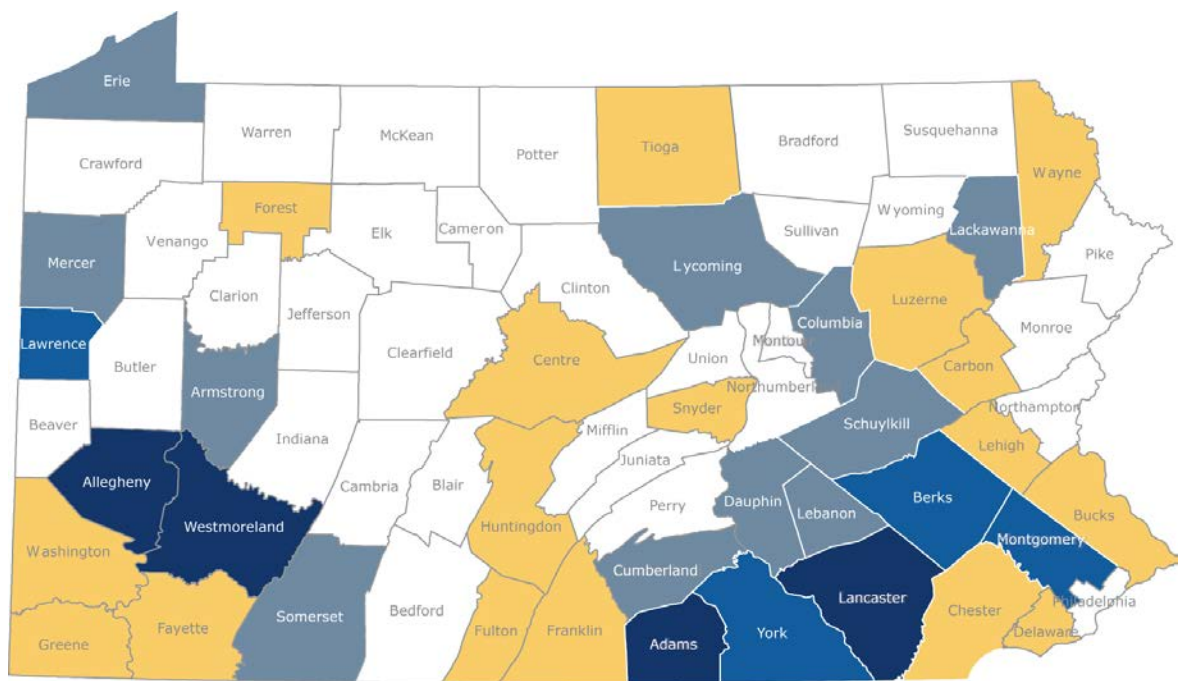 Erie
Warren
McKean
Potter
Tioga
Bradford
Susquehanna
Wayne
Crawford
Forest
Wyoming
Lackawanna
Venango
Elk
Cameron
Sullivan
Pike
Mercer
Lycoming
Clarion
Clinton
Luzerne
Jefferson
Columbia
Monroe
Lawrence
Clearfield
Montour
Butler
Centre
Union
Carbon
Armstrong
Northumberl
Northampton
Snyder
Beaver
Schuylkill
Mifflin
Indiana
Lehigh
Juniata
Allegheny
Cambria
Blair
Perry
Dauphin
Berks
Lebanon
Bucks
Westmoreland
Huntingdon
Montgomery
Washington
Cumberland
Lancaster
Philadelphia
Somerset
Bedford
Chester
Fayette
Fulton
Franklin
Adams
York
Delaware
Greene